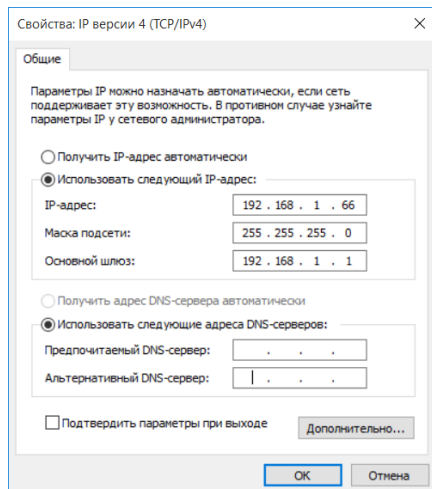 Свойства: IP версии 4 (TCP/IPv4)
Общие
Параметры IP можно назначать автоматически, если сеть
поддерживает эту возможность. В противном случае узнайте
параметры IP у сетевого администратора.
Получить IP-адрес автоматически
Использовать следующий IP-адрес:
IP-адрес: 192 . 168 . 1 . 66
Маска подсети: 255 . 255 . 255 . 0
Основной шлюз: 192 . 168 . 1 . 1
Получить адрес DNS-сервера автоматически
Использовать следующие адреса DNS-серверов:
Предпочитаемый DNS-сервер: . . .
Альтернативный DNS-сервер: . . .
Подтвердить параметры при выходе
Дополнительно...
ОК Отмена